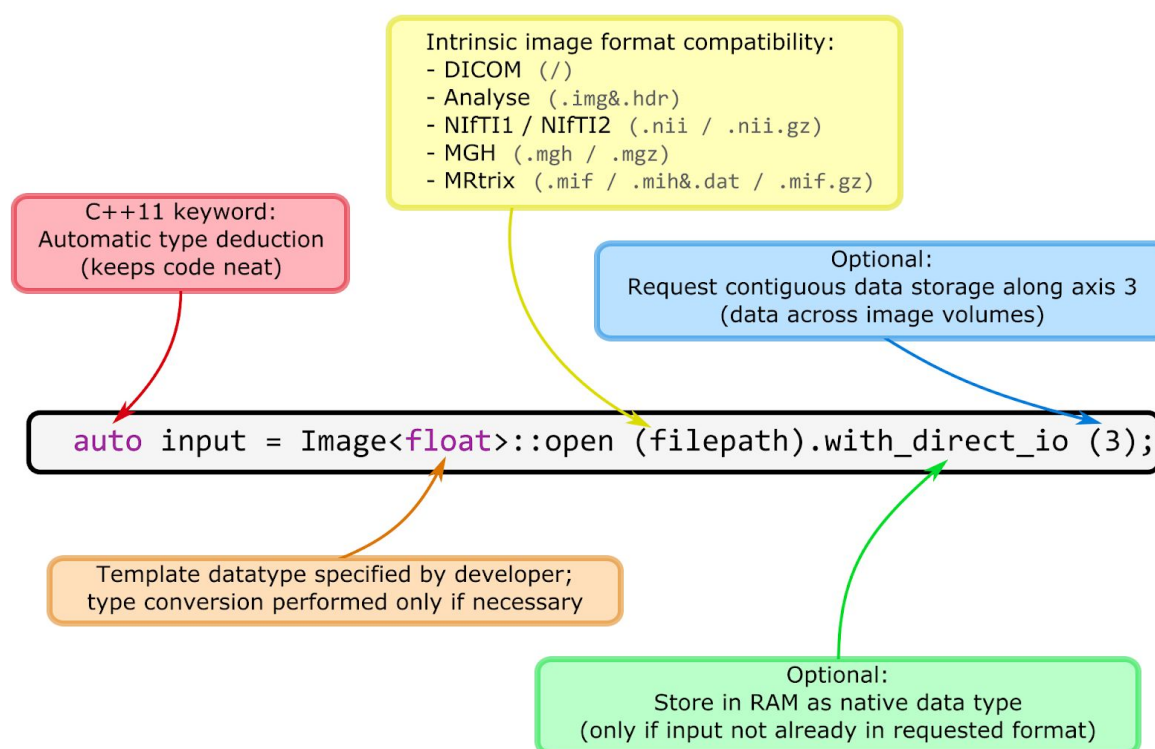 Intrinsic image format compatibility:
- DICOM (/)
- Analyse (.img&.hdr)
- NIfTI1 / NIfTI2 (.nii / .nii.gz)
- MGH (.mgh / .mgz)
- MRtrix (.mif / .mih&.dat / .mif.gz)
C++11 keyword:
Automatic type deduction
(keeps code neat)
Optional:
Request contiguous data storage along axis 3
(data across image volumes)
auto input = Image<float>::open (filepath).with_direct_io (3);
Template datatype specified by developer;
type conversion performed only if necessary
Optional:
Store in RAM as native data type
(only if input not already in requested format)